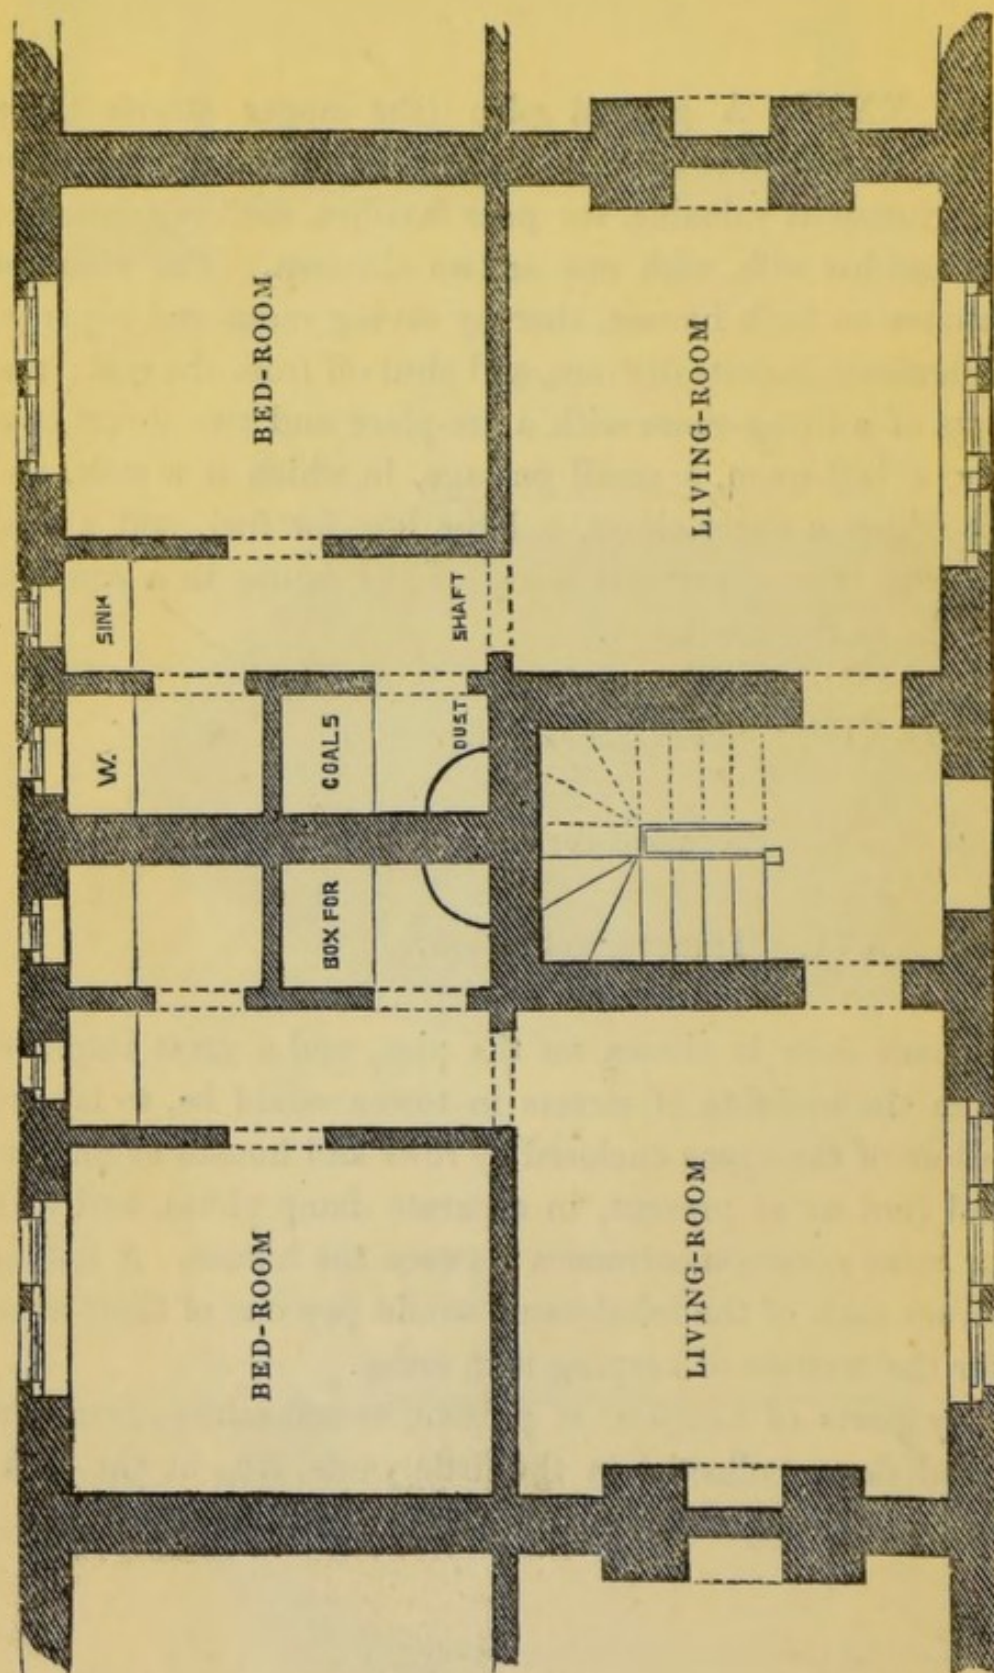 W. SINK
BED-ROOM BED-ROOM
BOX FOR COALS
DUST SHAFT
LIVING-ROOM LIVING-ROOM